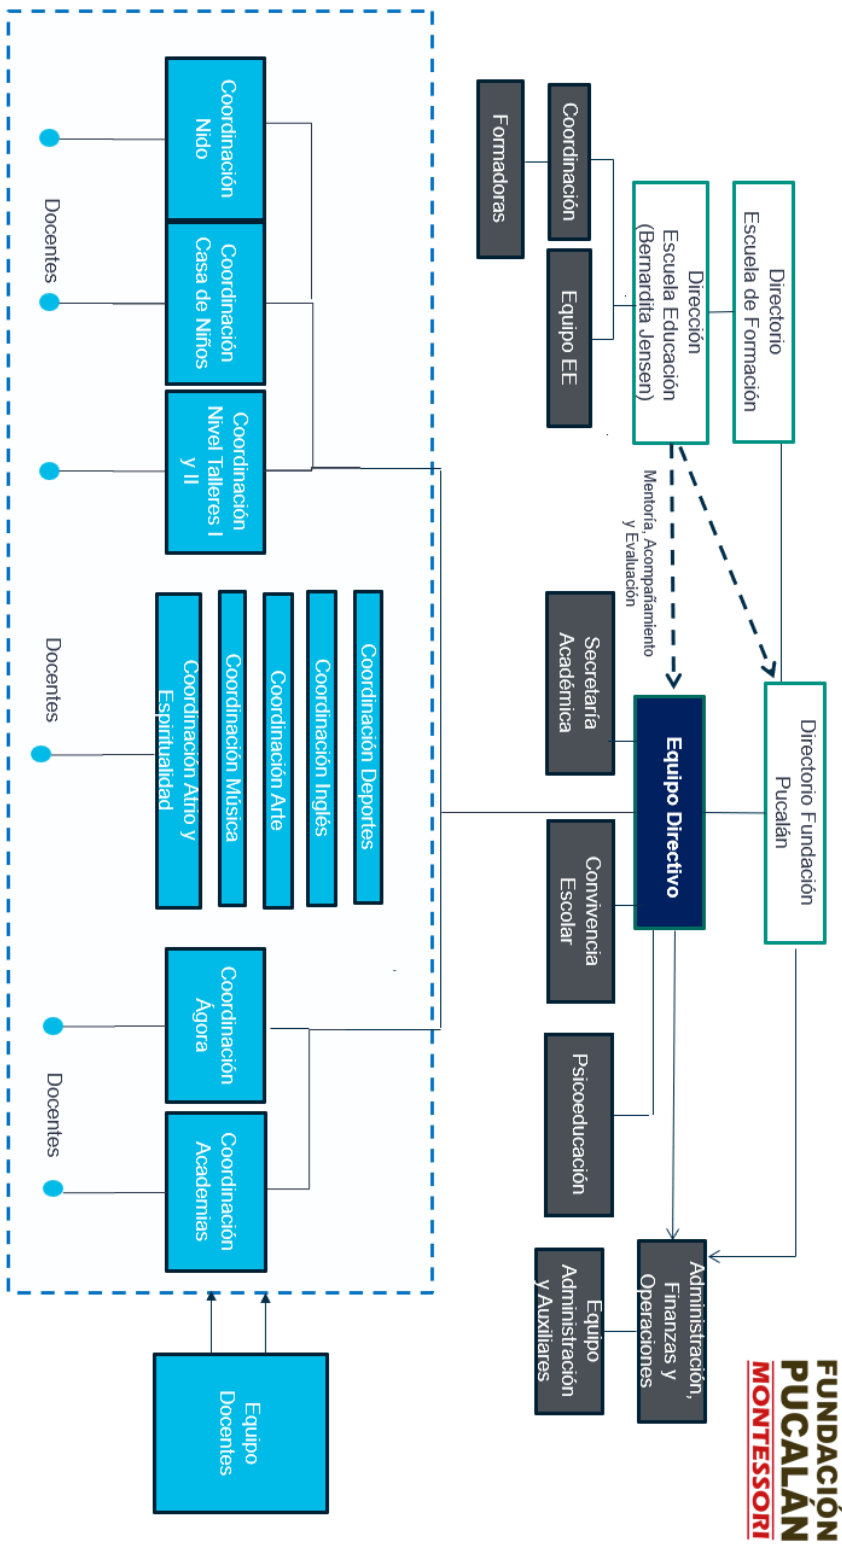 FUNDACIÓN
PUCALÁN
MONTESSORI
Directorio
Escuela de Formación
Directorio Fundación
Pucalán
Dirección
Escuela Educación
(Bernardita Jensen)
Mentoría, Acompañamiento
y Evaluación
Equipo Directivo
Administración,
Finanzas y
Operaciones
Coordinación
Equipo EE
Formadoras
Secretaría
Académica
Convivencia
Escolar
Psicoeducación
Equipo
Administración
y Auxiliares
Coordinación
Nido
Coordinación
Casa de Niños
Coordinación
Nivel Talleres I
y II
Coordinación Deportes
Coordinación Inglés
Coordinación Arte
Coordinación Música
Coordinación Atrio y
Espiritualidad
Coordinación
Ágora
Coordinación
Academias
Equipo
Docentes
Docentes
Docentes
Docentes